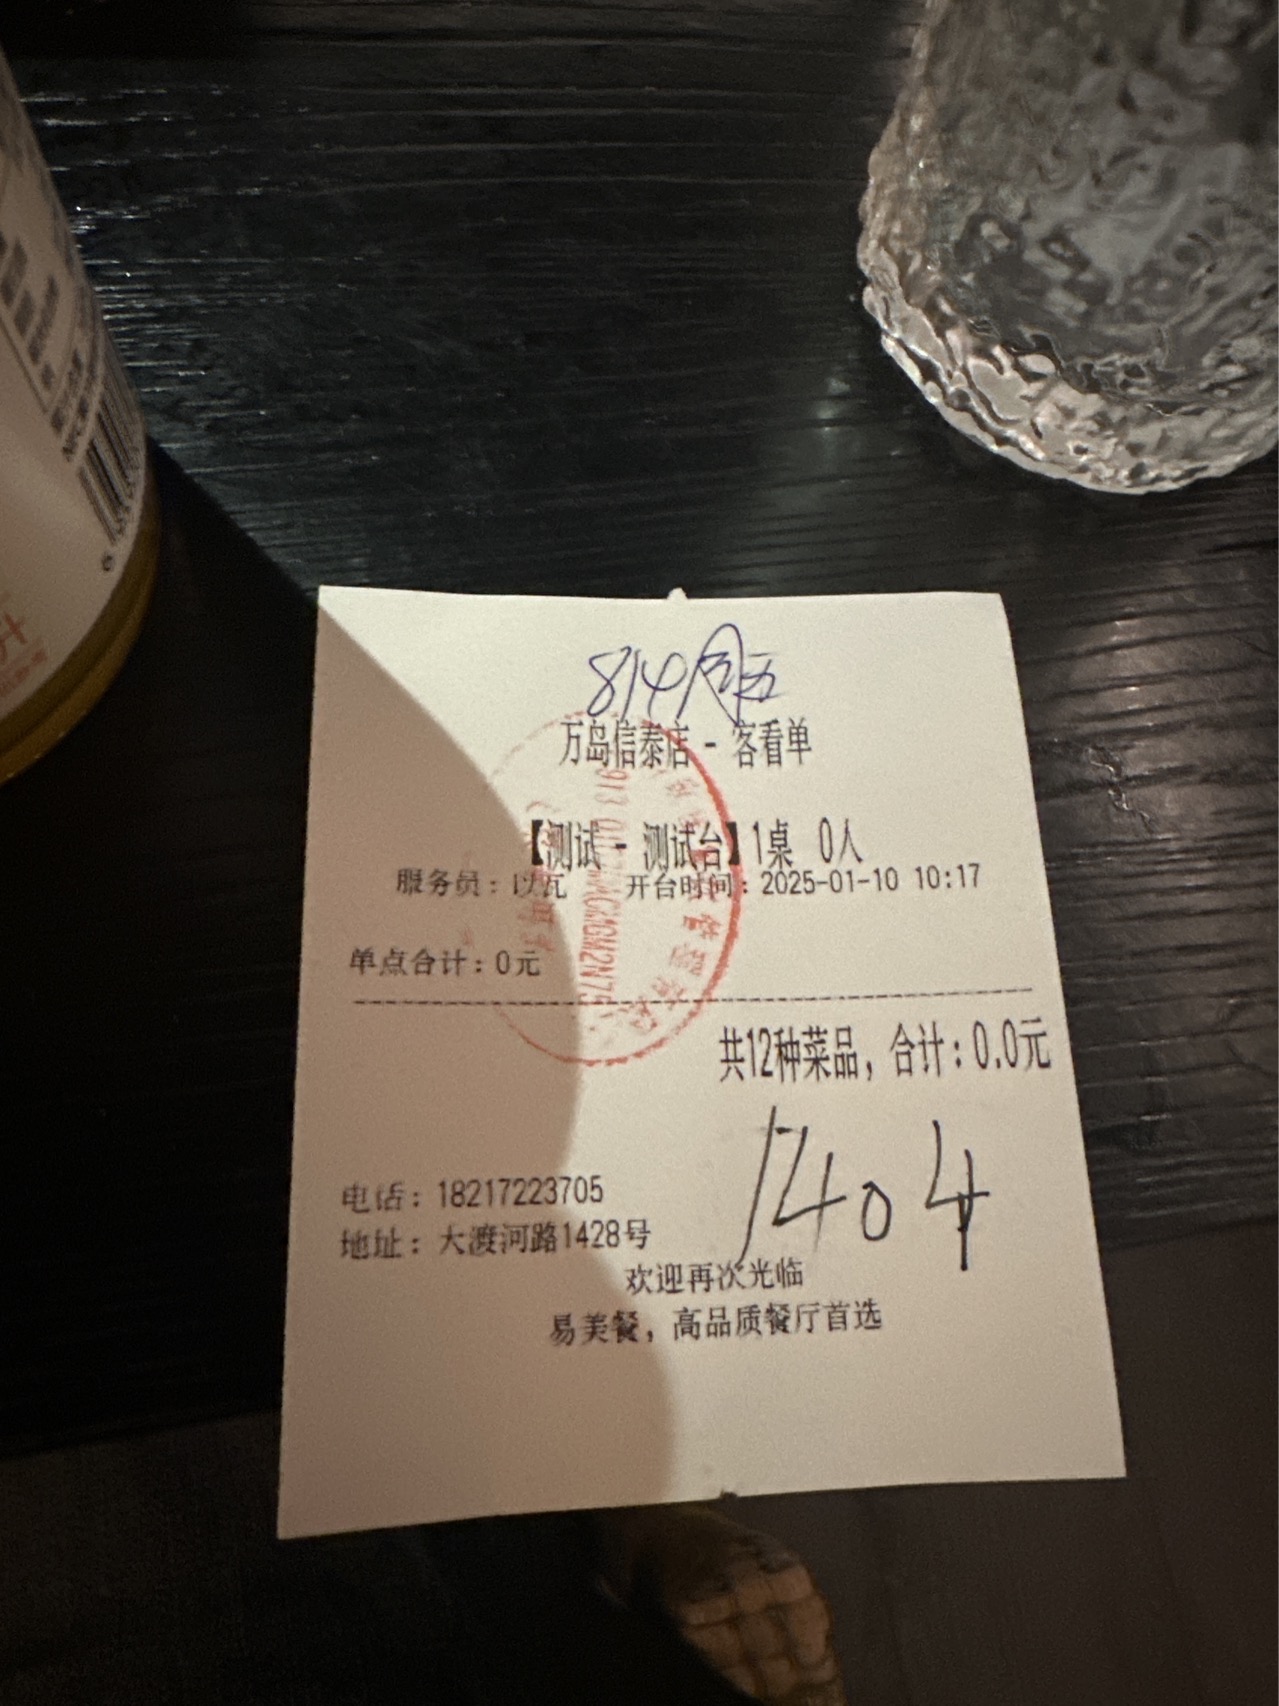 814周五
万岛信泰店 - 客看单
【测试 - 测试台】1桌 0人
服务员：以瓦 开台时间：2025-01-10 10:17
单点合计：0元
共12种菜品，合计：0.0元
1404
电话：18217223705
地址：大渡河路1428号
欢迎再次光临
易美餐，高品质餐厅首选